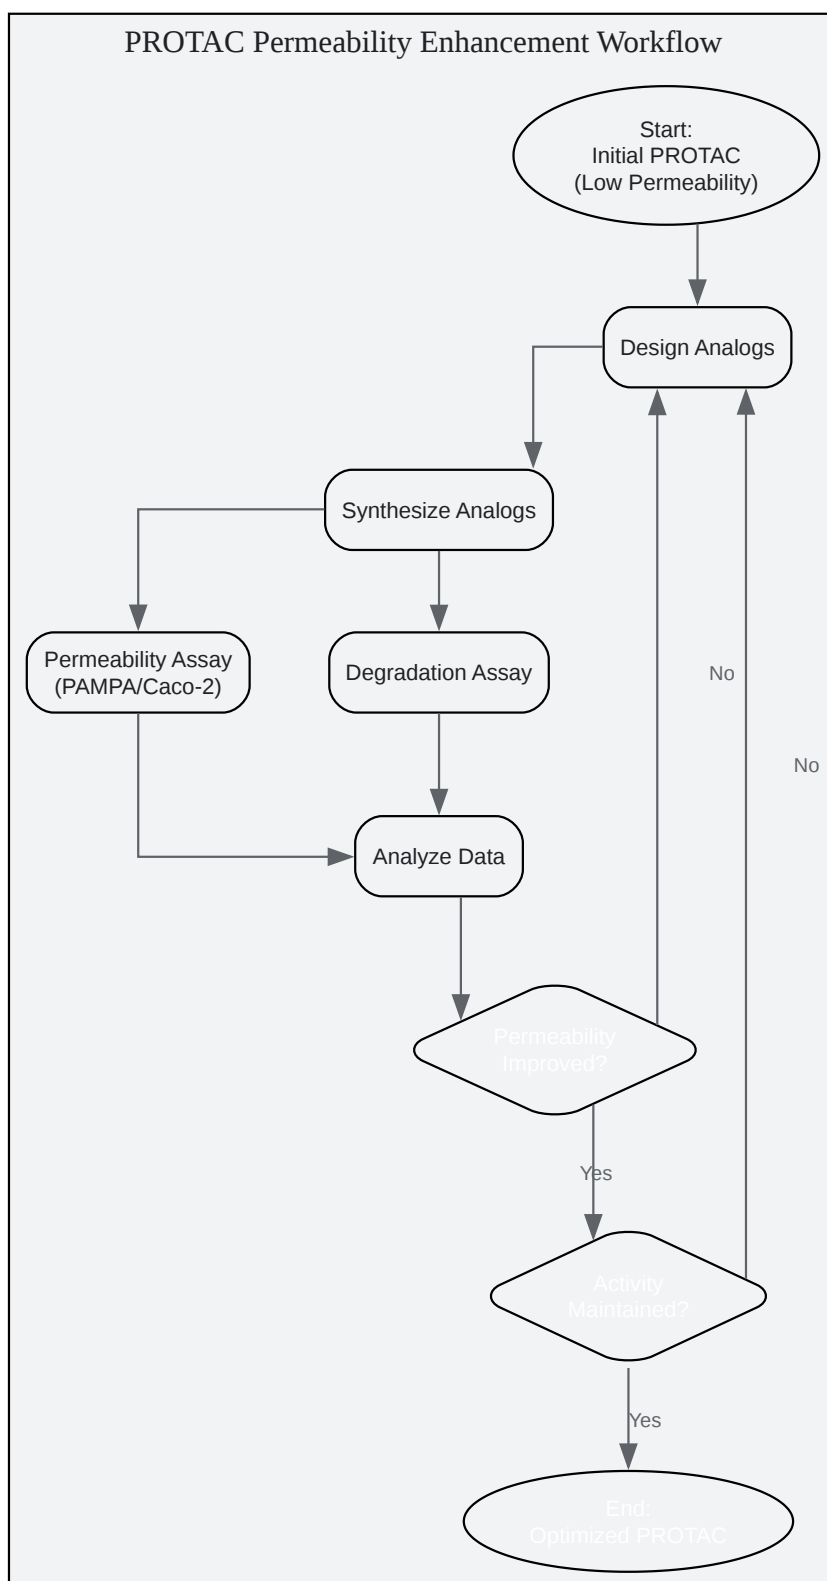 PROTAC Permeability Enhancement Workflow
Start:
Initial PROTAC
(Low Permeability)
Design Analogs
Synthesize Analogs
Permeability Assay
(PAMPA/Caco-2)
Degradation Assay
No
No
Analyze Data
Permeability
Improved?
Yes
Activity
Maintained?
Yes
End:
Optimized PROTAC